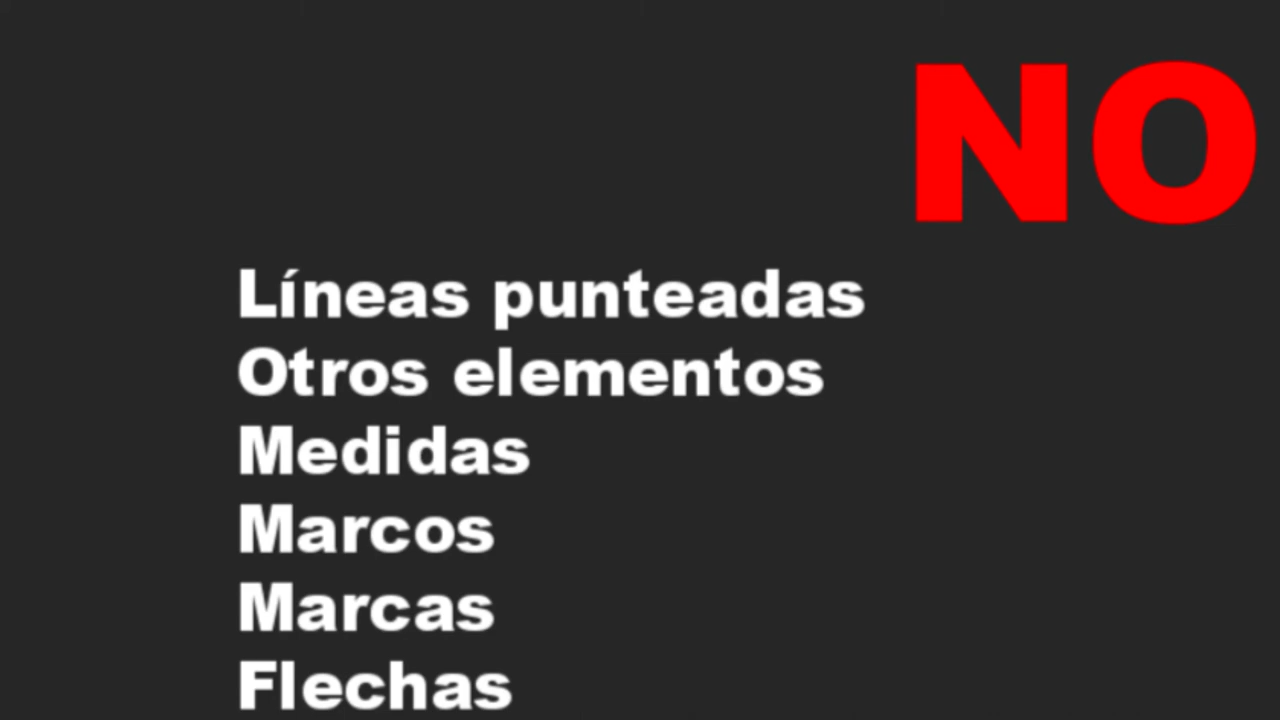 NO
Líneas punteadas
Otros elementos
Medidas
Marcos
Marcas
Flechas